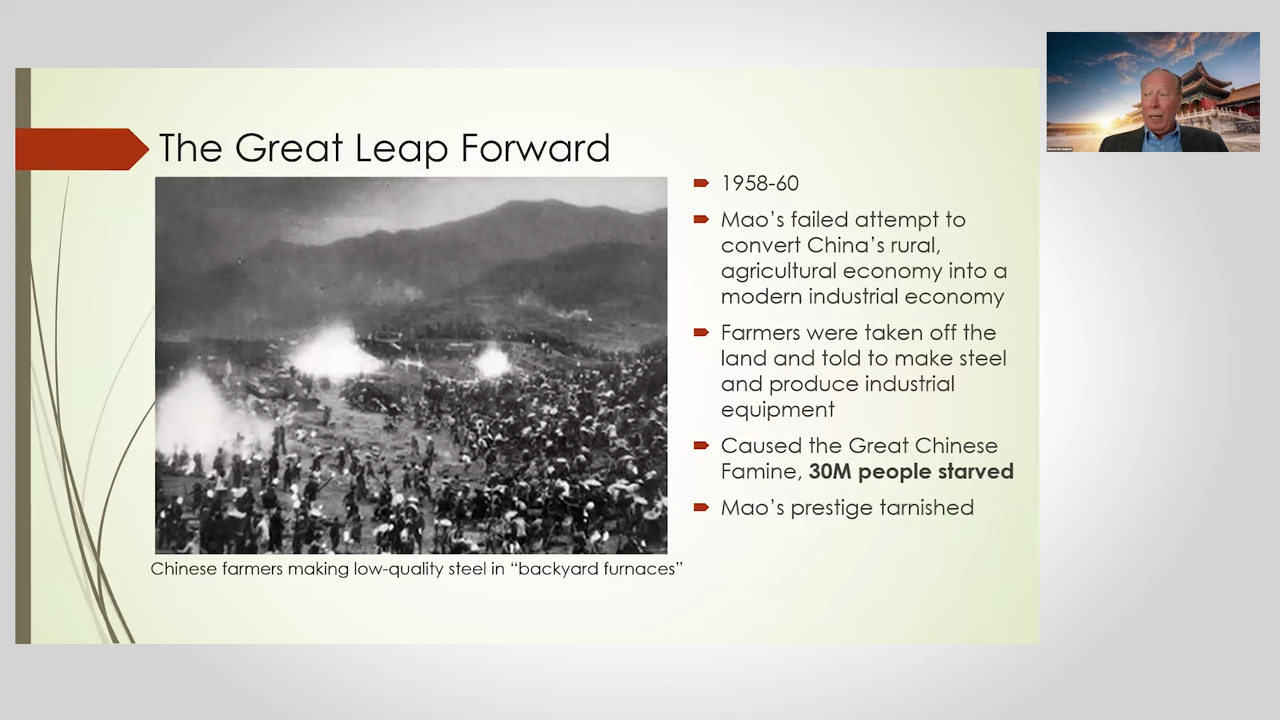 The Great Leap Forward
1958-60
Mao’s failed attempt to
convert China’s rural,
agricultural economy into a
modern industrial economy
Farmers were taken off the
land and told to make steel
and produce industrial
equipment
Caused the Great Chinese
Famine, 30M people starved
Mao’s prestige tarnished
Chinese farmers making low-quality steel in “backyard furnaces”